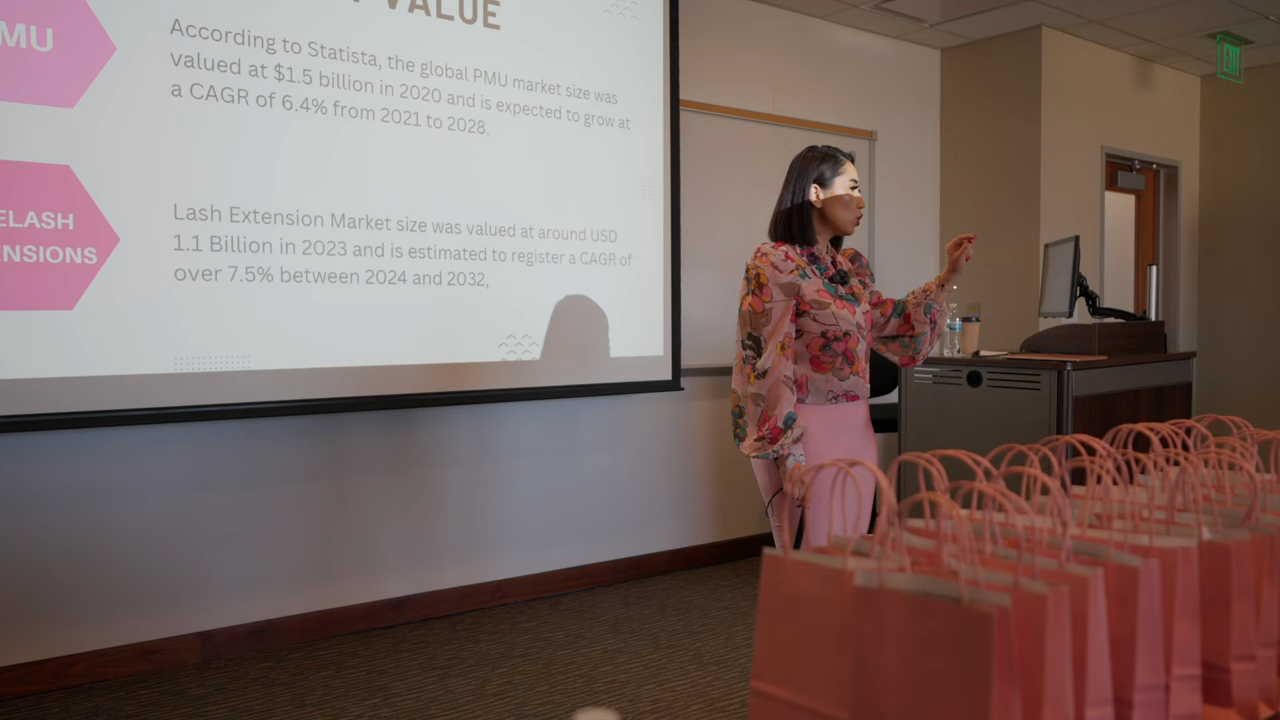 VALUE
MU
According to Statista, the global PMU market size was
valued at $1.5 billion in 2020 and is expected to grow at
a CAGR of 6.4% from 2021 to 2028.
ELASH
NSIONS
Lash Extension Market size was valued at around USD
1.1 Billion in 2023 and is estimated to register a CAGR of
over 7.5% between 2024 and 2032,
EXIT